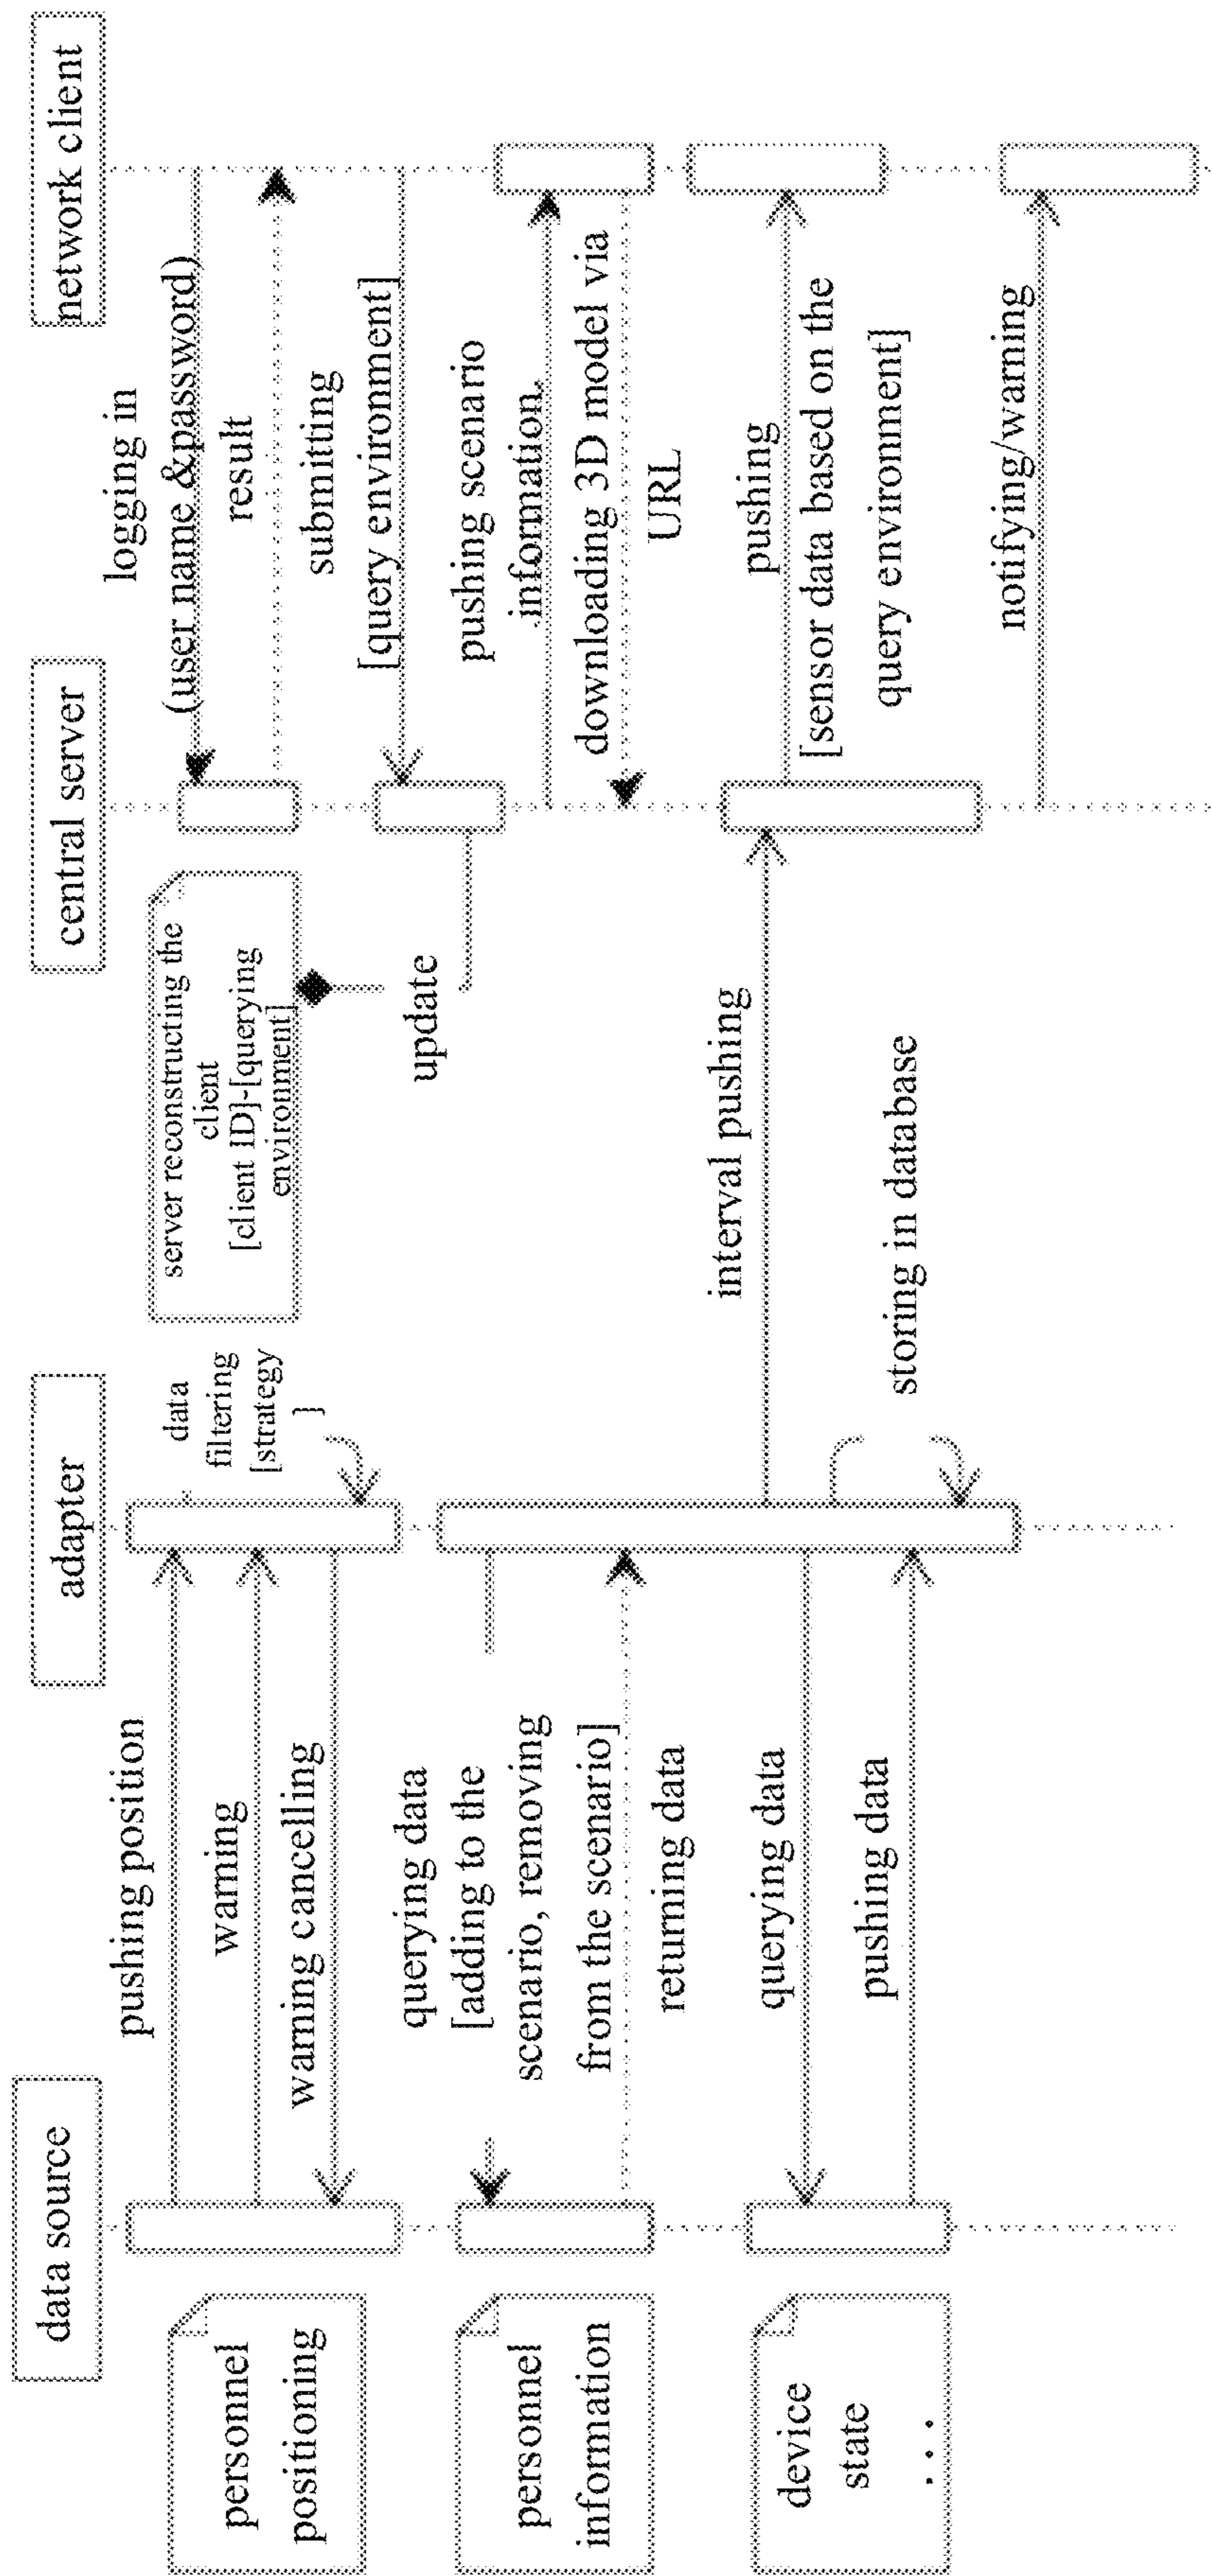 data source
adapter
central server
network client
personnel
positioning
personnel
information
device
state
...
pushing position
warning
warning cancelling
querying data
[adding to the
scenario, removing
from the scenario]
returning data
querying data
pushing data
data
filtering
[strategy
]
interval pushing
storing in database
server reconstructing the
client
[client ID]-[querying
environment]
update
logging in
(user name &password)
result
submitting
[query environment]
pushing scenario
information
downloading 3D model via
URL
pushing
[sensor data based on the
query environment]
notifying/warning